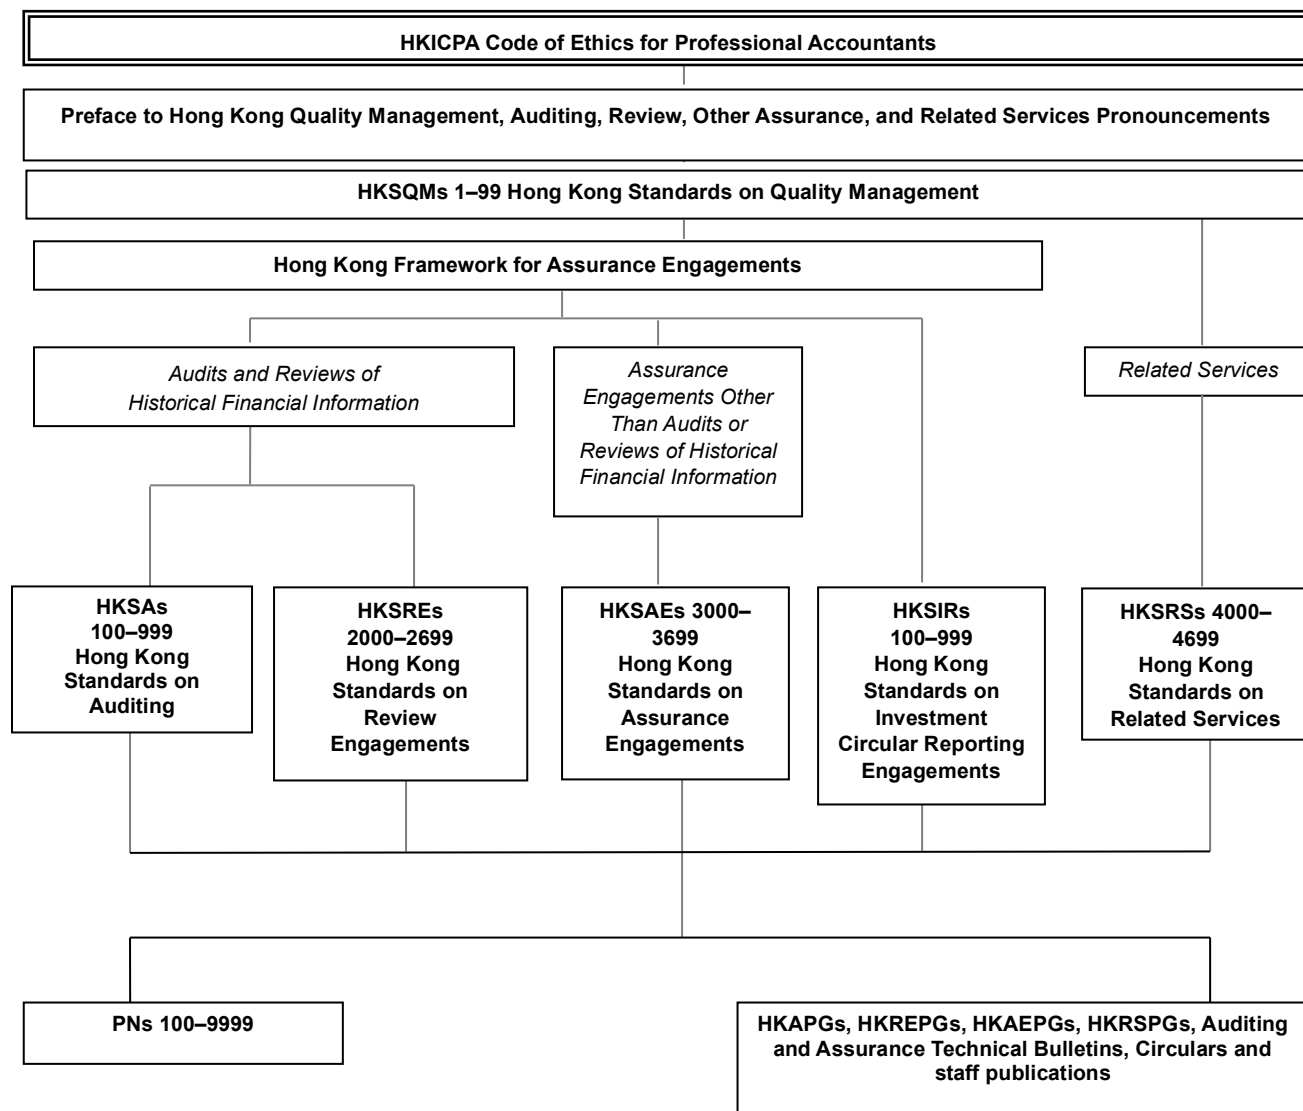 HKICPA Code of Ethics for Professional Accountants
Preface to Hong Kong Quality Management, Auditing, Review, Other Assurance, and Related Services Pronouncements
HKSQMs 1–99 Hong Kong Standards on Quality Management
Hong Kong Framework for Assurance Engagements
Audits and Reviews of
Historical Financial Information
Assurance
Engagements Other
Than Audits or
Reviews of Historical
Financial Information
Related Services
HKSAs
100–999
Hong Kong
Standards on
Auditing
HKSREs
2000–2699
Hong Kong
Standards on
Review
Engagements
HKSAEs 3000–
3699
Hong Kong
Standards on
Assurance
Engagements
HKSIRs
100–999
Hong Kong
Standards on
Investment
Circular Reporting
Engagements
HKSRSs 4000–
4699
Hong Kong
Standards on
Related Services
PNs 100–9999
HKAPGs, HKREPGs, HKAEPGs, HKRSPGs, Auditing
and Assurance Technical Bulletins, Circulars and
staff publications